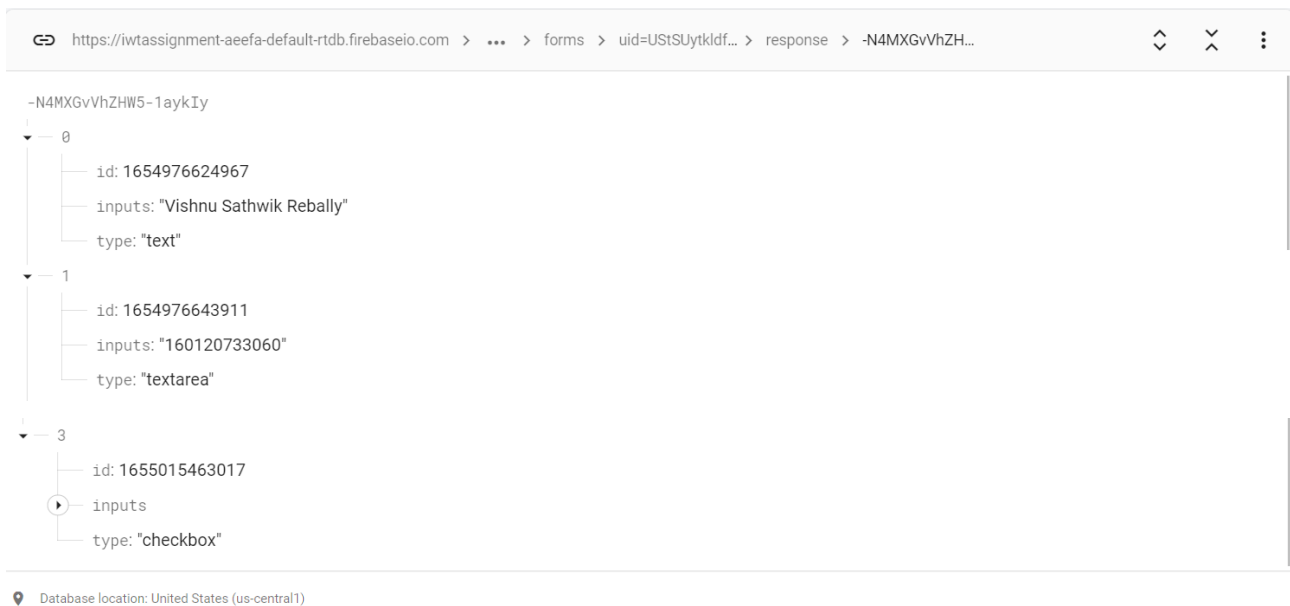 https://iwtassignment-aeefa-default-rtdb.firebaseio.com > ... > forms > uid=UStSUytkldf... > response > -N4MXGvVhZH...
-N4MXGvVhZHW5-1aykIy
0
id: 1654976624967
inputs: "Vishnu Sathwik Rebally"
type: "text"
1
id: 1654976643911
inputs: "160120733060"
type: "textarea"
3
id: 1655015463017
inputs
type: "checkbox"
Database location: United States (us-central1)